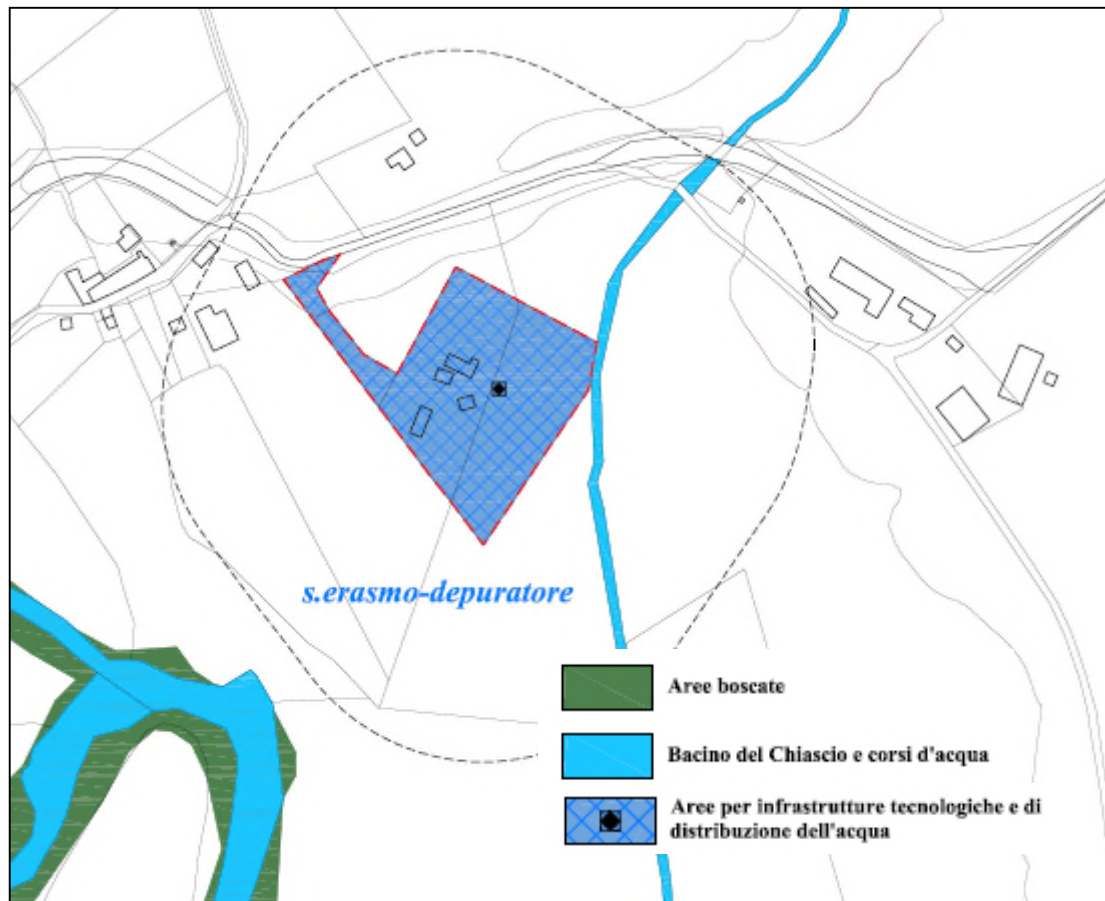 s.erasmo-depuratore
Aree boscate
Bacino del Chiascio e corsi d'acqua
Aree per infrastrutture tecnologiche e di
distribuzione dell'acqua